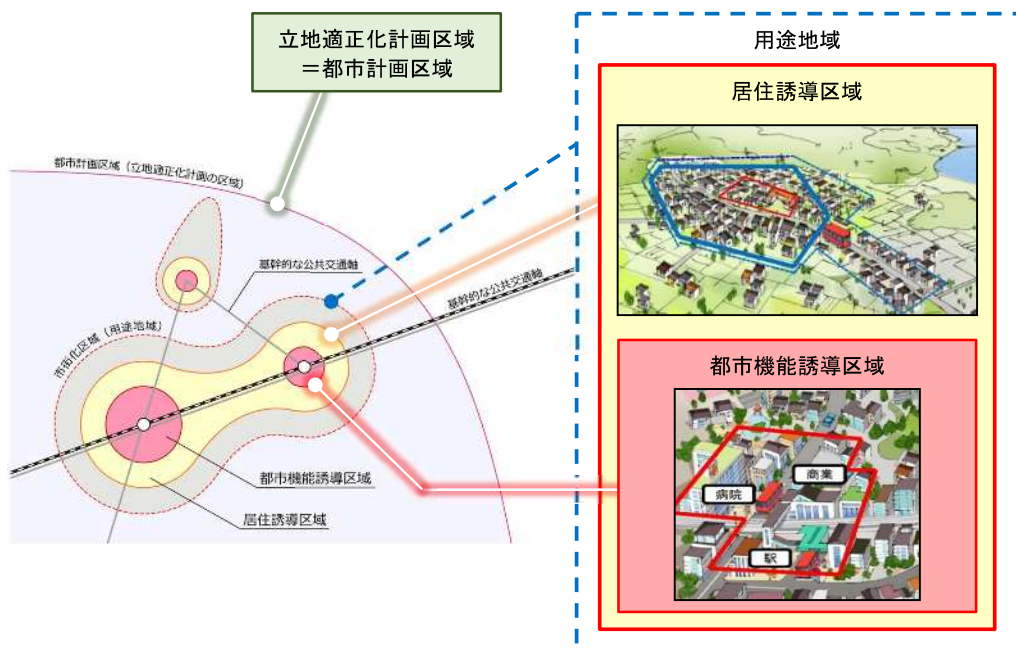 立地適正化計画区域
＝都市計画区域
用途地域
居住誘導区域
都市計画区域（立地適正化計画の区域）
基幹的な公共交通軸
基幹的な公共交通軸
市街化区域（用途地域）
都市機能誘導区域
居住誘導区域
都市機能誘導区域
商業
病院
駅